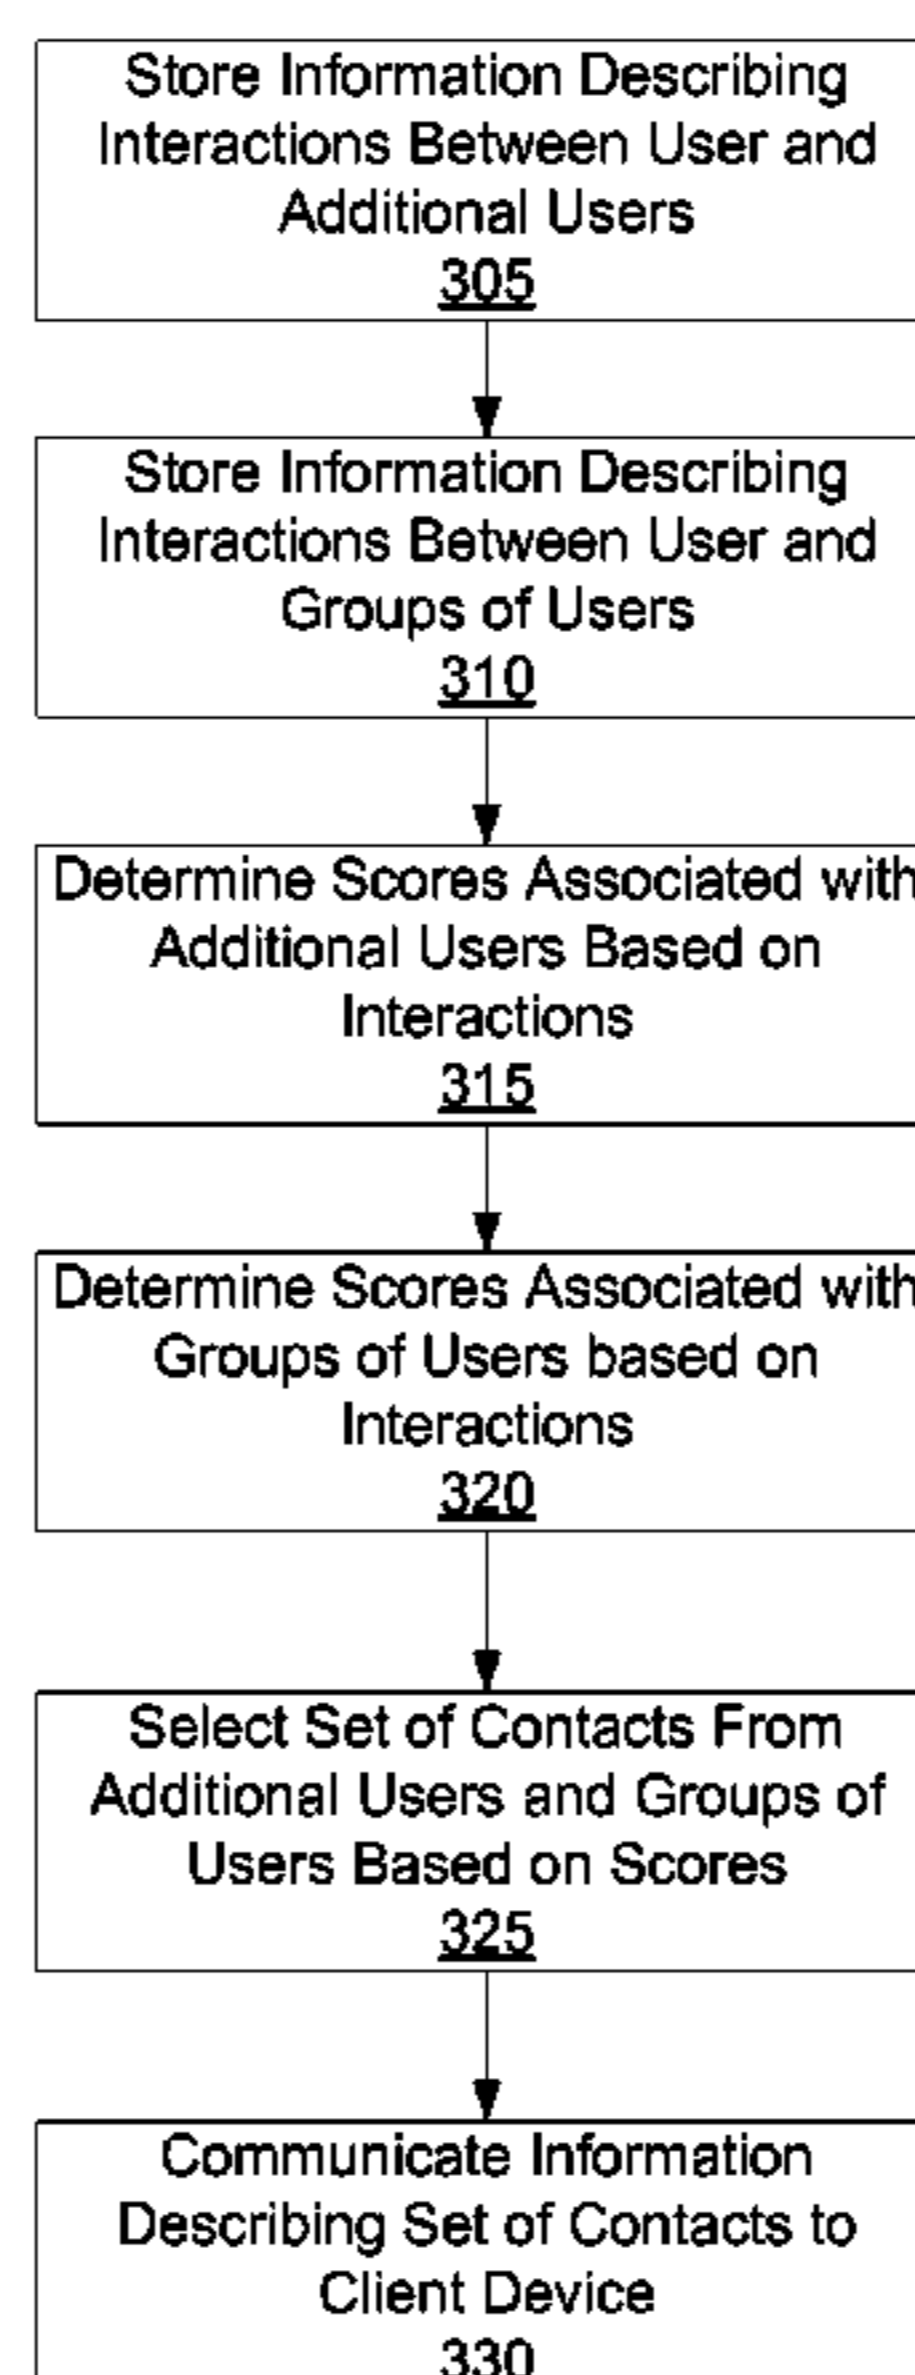 Store Information Describing
Interactions Between User and
Additional Users
305
Store Information Describing
Interactions Between User and
Groups of Users
310
Determine Scores Associated with
Additional Users Based on
Interactions
315
Determine Scores Associated with
Groups of Users based on
Interactions
320
Select Set of Contacts From
Additional Users and Groups of
Users Based on Scores
325
Communicate Information
Describing Set of Contacts to
Client Device
330